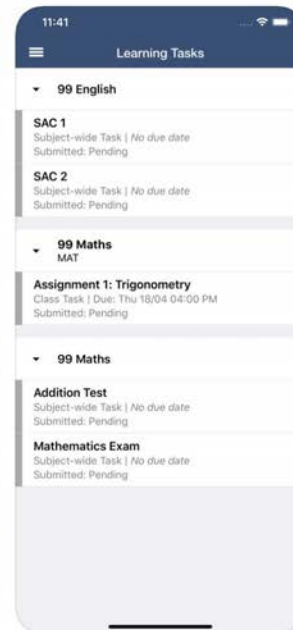 11:41
Learning Tasks
99 English
SAC 1
Subject-wide Task | No due date
Submitted: Pending
SAC 2
Subject-wide Task | No due date
Submitted: Pending
99 Maths
MAT
Assignment 1: Trigonometry
Class Task | Due: Thu 18/04 04:00 PM
Submitted: Pending
99 Maths
Addition Test
Subject-wide Task | No due date
Submitted: Pending
Mathematics Exam
Subject-wide Task | No due date
Submitted: Pending